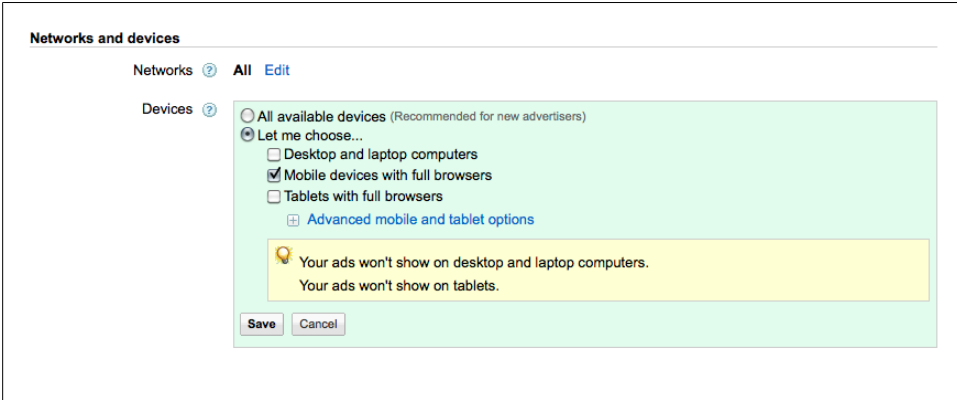 Networks and devices
Networks ? All Edit
Devices ?
All available devices (Recommended for new advertisers)
Let me choose...
Desktop and laptop computers
Mobile devices with full browsers
Tablets with full browsers
Advanced mobile and tablet options
Your ads won't show on desktop and laptop computers.
Your ads won't show on tablets.
Save Cancel